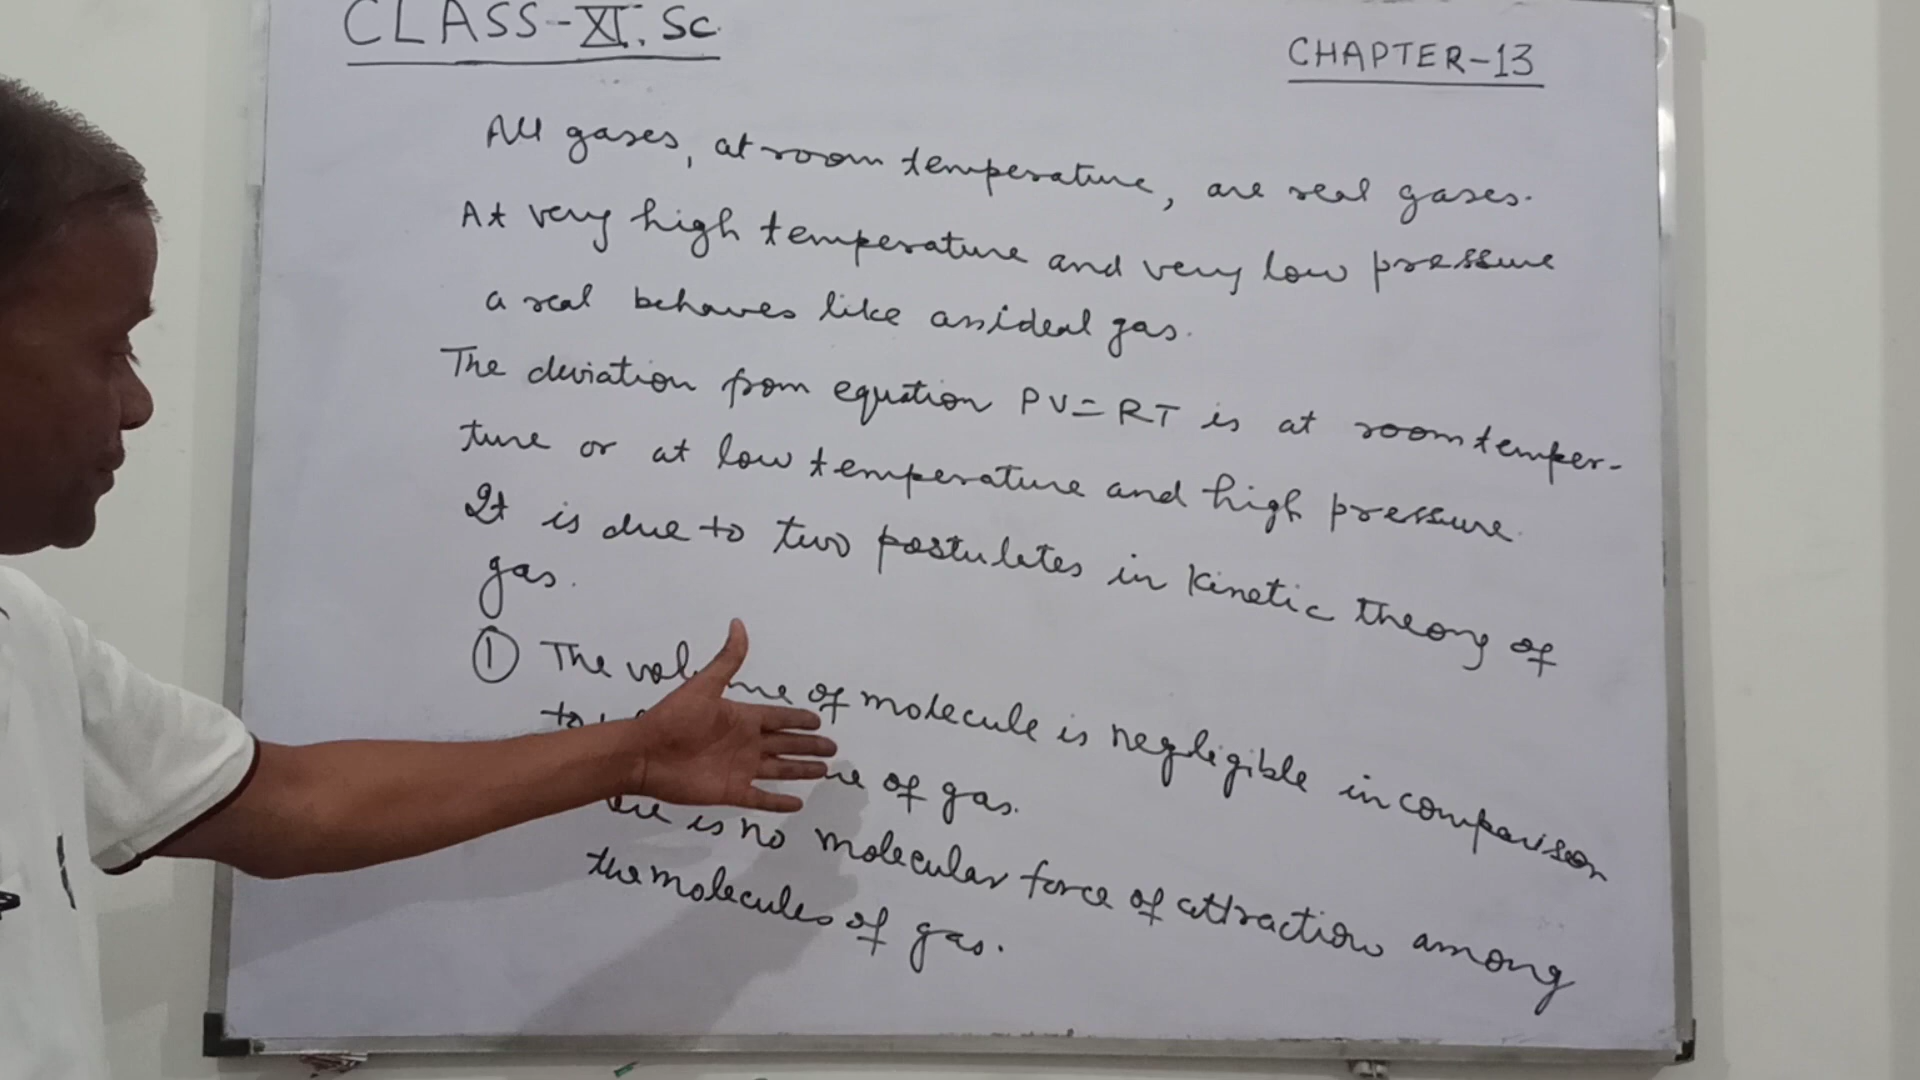 CLASS-XI. Sc.
CHAPTER-13
All gases, at room temperature, are real gases.
At very high temperature and very low pressure
a real behaves like an ideal gas.
The deviation from equation PV=RT is at room temper-
ture or at low temperature and high pressure.
It is due to two postulates in kinetic theory of
gas.
① The volume of molecule is negligible in comparison
of gas.
is no molecular force of attraction among
the molecules of gas.